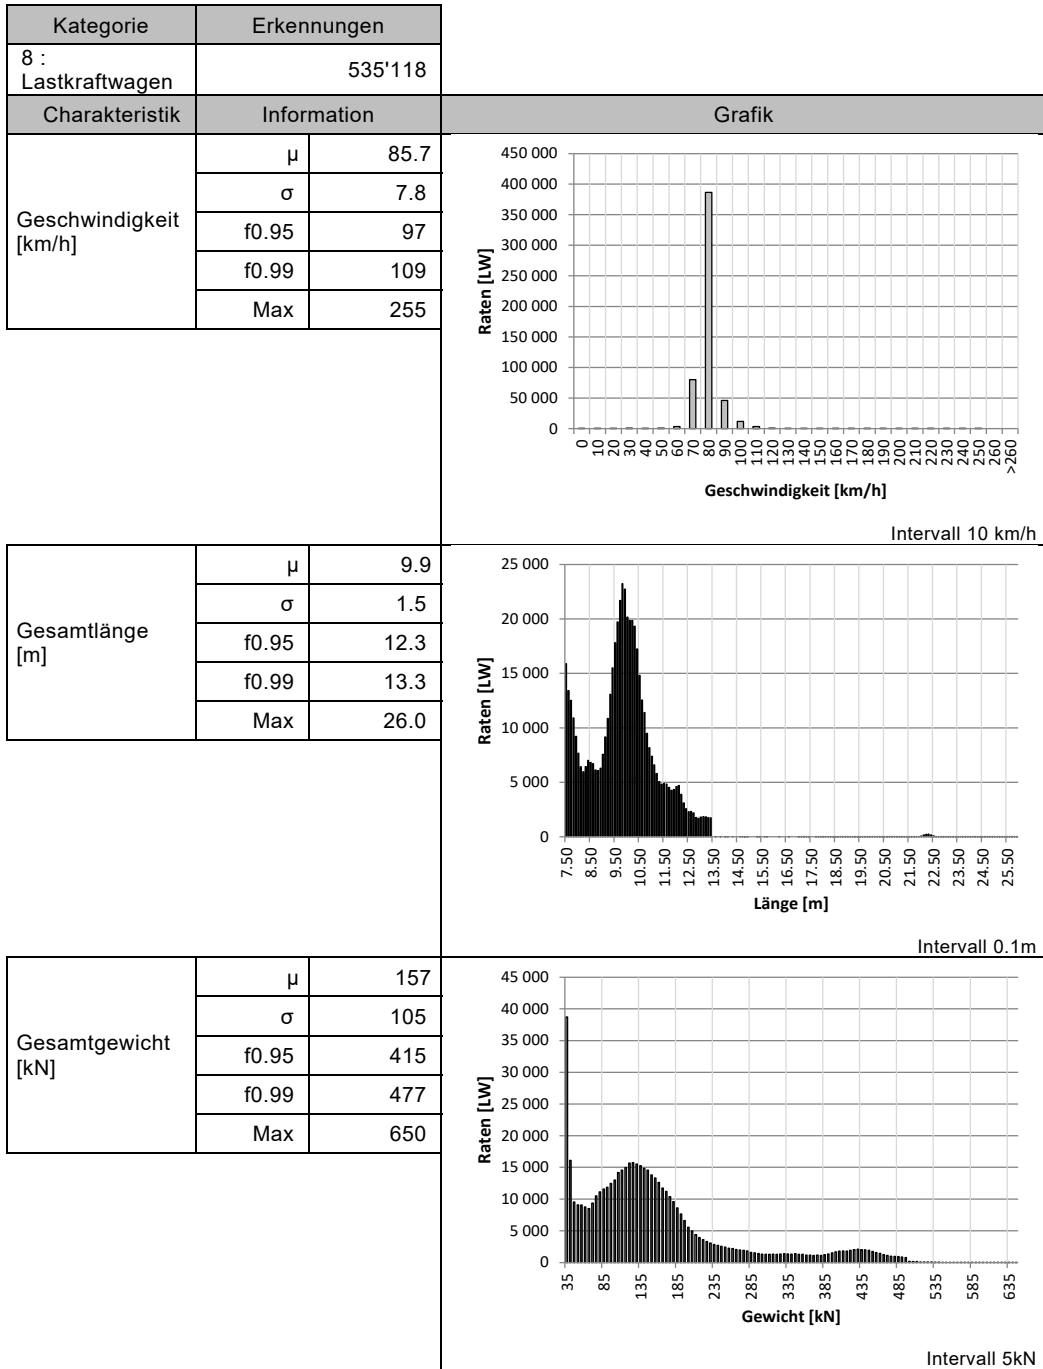 Kategorie Erkennungen
8 :
Lastkraftwagen 535'118
Charakteristik Information Grafik
Geschwindigkeit
[km/h]
µ 85.7
σ 7.8
f0.95 97
f0.99 109
Max 255
450 000
400 000
350 000
300 000
250 000
200 000
150 000
100 000
50 000
0
Raten [LW]
0 10 20 30 40 50 60 70 80 90 100 110 120 130 140 150 160 170 180 190 200 210 220 230 240 250 260 >260
Geschwindigkeit [km/h]
Intervall 10 km/h
Gesamtlänge
[m]
µ 9.9
σ 1.5
f0.95 12.3
f0.99 13.3
Max 26.0
25 000
20 000
15 000
10 000
5 000
0
Raten [LW]
7.50 8.50 9.50 10.50 11.50 12.50 13.50 14.50 15.50 16.50 17.50 18.50 19.50 20.50 21.50 22.50 23.50 24.50 25.50
Länge [m]
Intervall 0.1m
Gesamtgewicht
[kN]
µ 157
σ 105
f0.95 415
f0.99 477
Max 650
45 000
40 000
35 000
30 000
25 000
20 000
15 000
10 000
5 000
0
Raten [LW]
35 85 135 185 235 285 335 385 435 485 535 585 635
Gewicht [kN]
Intervall 5kN